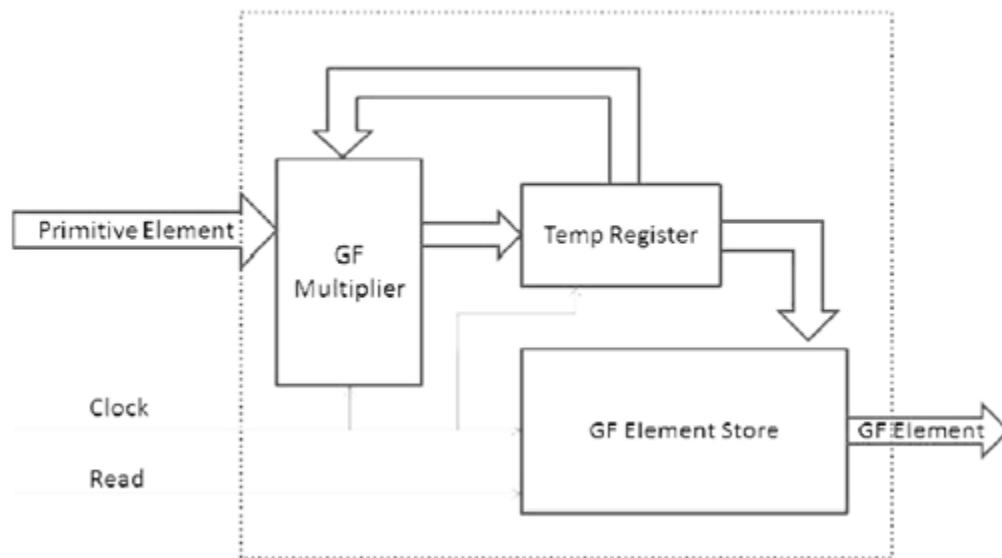 Primitive Element
GF
Multiplier
Temp Register
Clock
GF Element Store
GF Element
Read